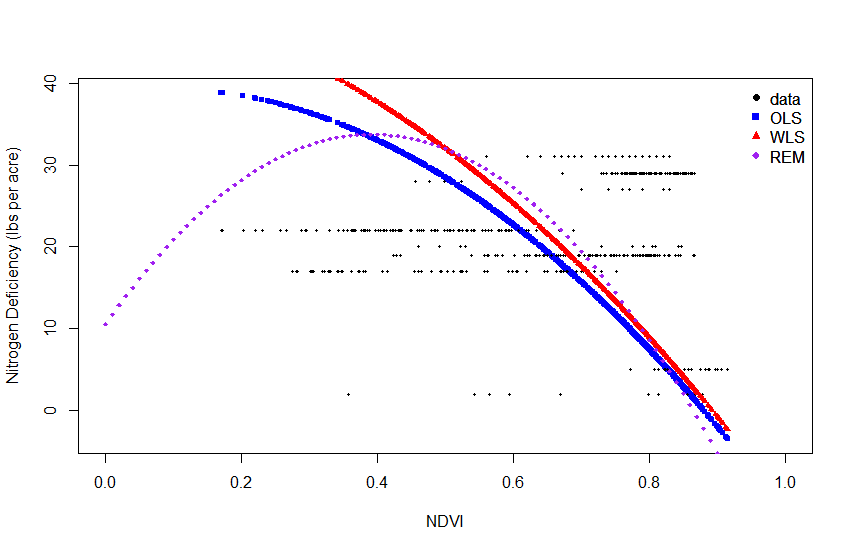 data
OLS
WLS
REM
40
30
20
10
0
Nitrogen Deficiency (lbs per acre)
0.0 0.2 0.4 0.6 0.8 1.0
NDVI